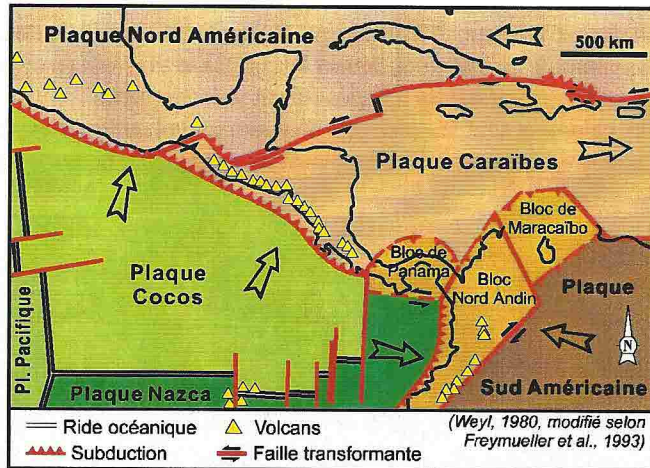 Plaque Nord Américaine
500 km
Plaque Caraïbes
Bloc de
Maracaïbo
Bloc de
Panama
Plaque
Cocos
Bloc
Nord Andin
Plaque
Pl. Pacifique
N
Plaque Nazca
Sud Américaine
Ride océanique
Volcans
(Weyl, 1980, modifié selon
Subduction
Faille transformante
Freymueller et al., 1993)